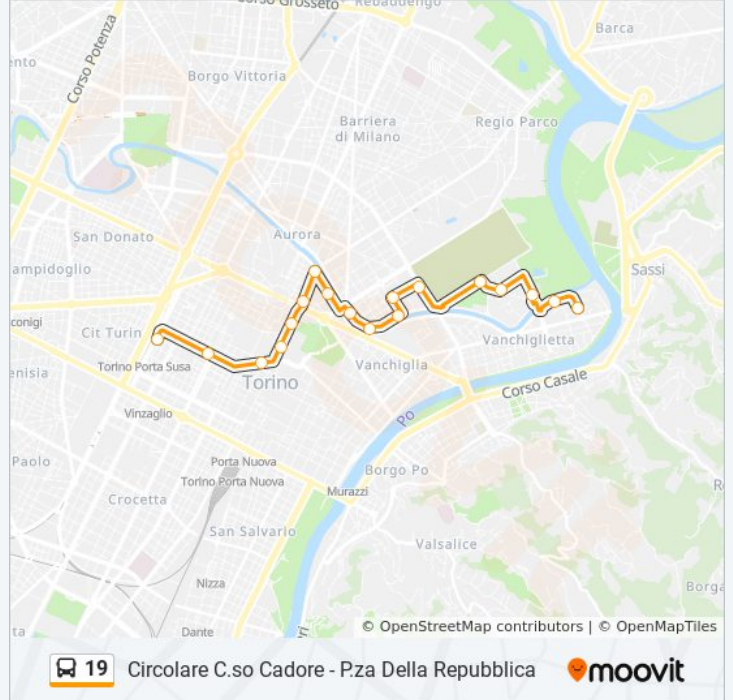 Corso Grosseto
Rebaudengo
Barca
Corso Potenza
ento
Borgo Vittoria
Barriera
di Milano
Regio Parco
San Donato
Aurora
ampidoglio
Sassi
conigi
Cit Turin
Vanchiglietta
enisia
Torino Porta Susa
Vanchiglia
Torino
Corso Casale
Vinzaglio
Po
Paolo
Porta Nuova
Borgo Po
Torino Porta Nuova
Murazzi
Crocetta
San Salvario
Valsalice
Nizza
Borga
ta
Dante
© OpenStreetMap contributors | © OpenMapTiles
19 Circolare C.so Cadore - P.za Della Repubblica
moovit